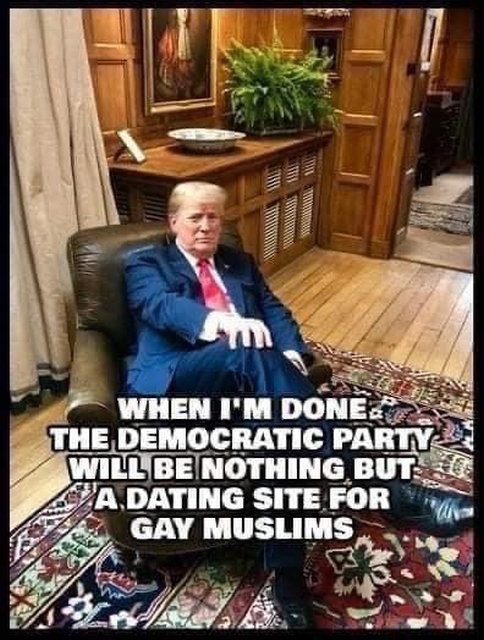 WHEN I'M DONE
THE DEMOCRATIC PARTY
WILL BE NOTHING BUT
A DATING SITE FOR
GAY MUSLIMS